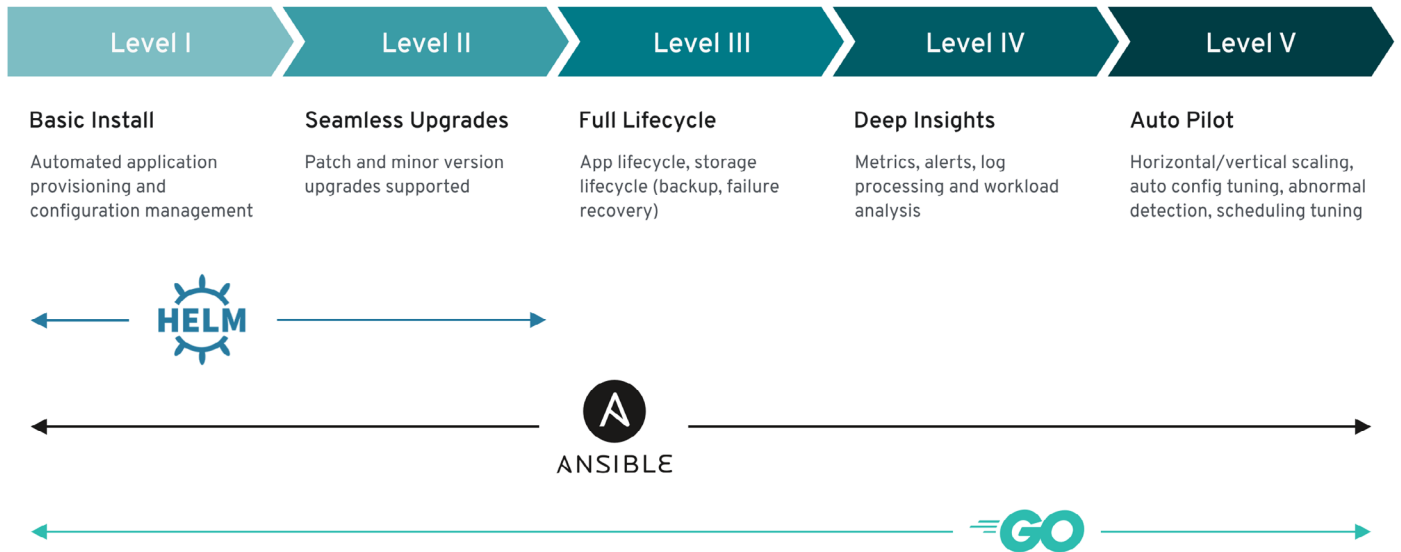 Level I
Level II
Level III
Level IV
Level V
Basic Install
Automated application
provisioning and
configuration management
Seamless Upgrades
Patch and minor version
upgrades supported
Full Lifecycle
App lifecycle, storage
lifecycle (backup, failure
recovery)
Deep Insights
Metrics, alerts, log
processing and workload
analysis
Auto Pilot
Horizontal/vertical scaling,
auto config tuning, abnormal
detection, scheduling tuning
HELM
A
ANSIBLE
GO